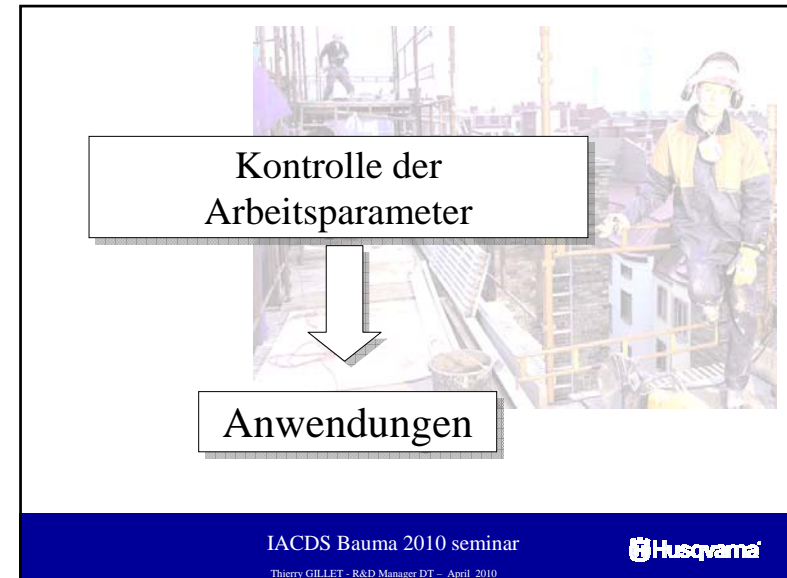 Kontrolle der
Arbeitsparameter
Anwendungen
IACDS Bauma 2010 seminar
Husqvarna
Thierry GILLET - R&D Manager DT – April 2010